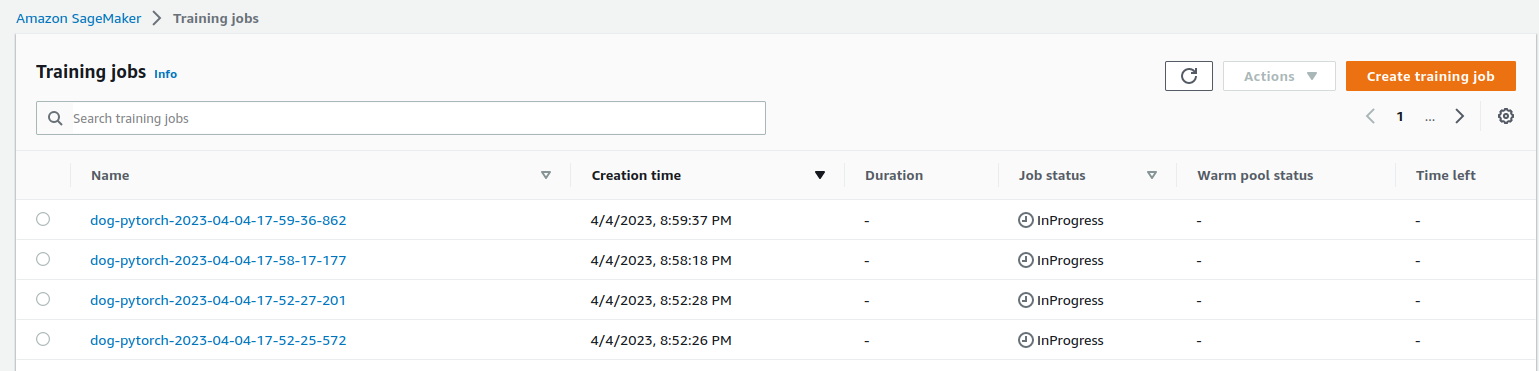 Amazon SageMaker > Training jobs
Training jobs Info
Actions Create training job
Search training jobs
1 ...
Name Creation time Duration Job status Warm pool status Time left
dog-pytorch-2023-04-04-17-59-36-862 4/4/2023, 8:59:37 PM - InProgress - -
dog-pytorch-2023-04-04-17-58-17-177 4/4/2023, 8:58:18 PM - InProgress - -
dog-pytorch-2023-04-04-17-52-27-201 4/4/2023, 8:52:28 PM - InProgress - -
dog-pytorch-2023-04-04-17-52-25-572 4/4/2023, 8:52:26 PM - InProgress - -